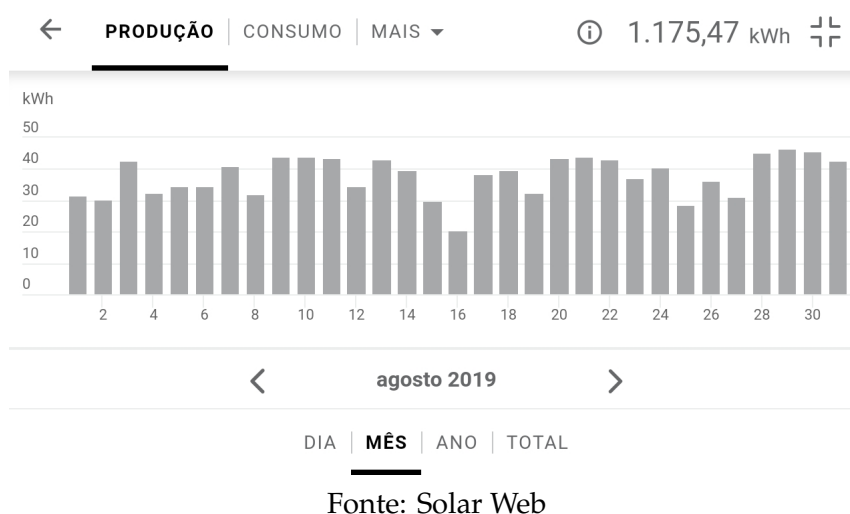 PRODUÇÃO CONSUMO MAIS 1.175,47 kWh
kWh
50
40
30
20
10
0
2 4 6 8 10 12 14 16 18 20 22 24 26 28 30
agosto 2019
DIA MÊS ANO TOTAL
Fonte: Solar Web